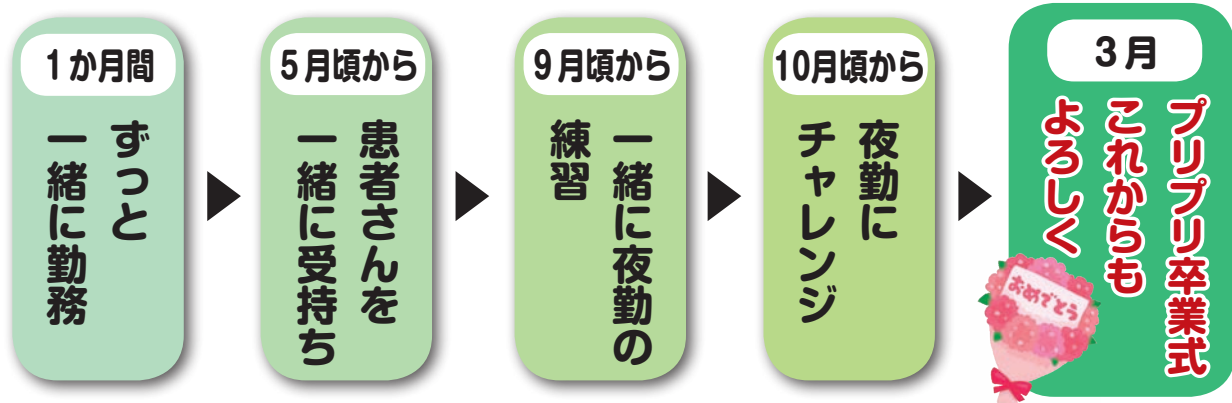 1か月間
ずっと
一緒に勤務
5月頃から
患者さんを
一緒に受持ち
9月頃から
一緒に夜勤の
練習
10月頃から
夜勤に
チャレンジ
3月
プリプリ卒業式
これからも
よろしく
おめでとう